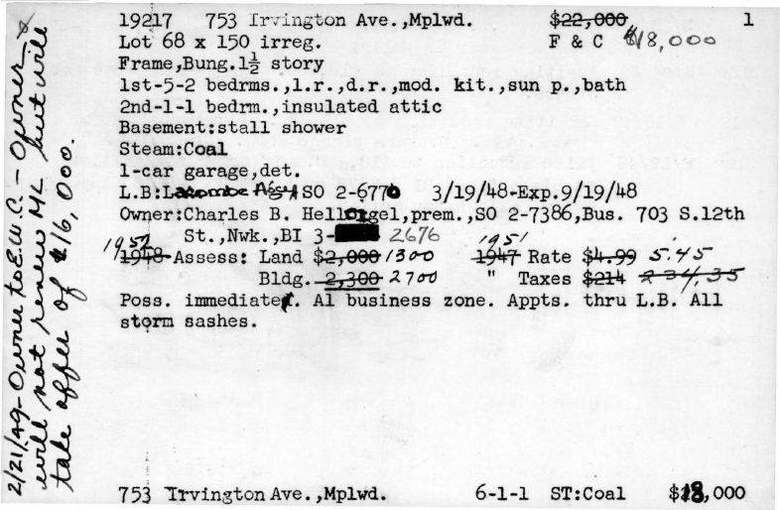 19217 753 Irvington Ave.,Mplwd. $22,000 1
Lot 68 x 150 irreg. F & C $18,000
Frame,Bung.1½ story
1st-5-2 bedrms.,l.r.,d.r.,mod. kit.,sun p.,bath
2nd-1-1 bedrm.,insulated attic
Basement:stall shower
Steam:Coal
1-car garage,det.
L.B: SO 2-6770 3/19/48-Exp.9/19/48
Owner:Charles B. ,prem.,SO 2-7386,Bus. 703 S.12th
St.,Nwk.,BI 3- 2676
1952 1951
1948 Assess: Land $2,000 1300 1947 Rate $4.99 5.45
Bldg. 2,300 2700 " Taxes $214 234.35
Poss. immediate. Al business zone. Appts. thru L.B. All
storm sashes.
753 Irvington Ave.,Mplwd. 6-1-1 ST:Coal $18,000
2/21/49-Owner to E.W.C. - Owner
will not renew ML but will
take offer of $16,000.